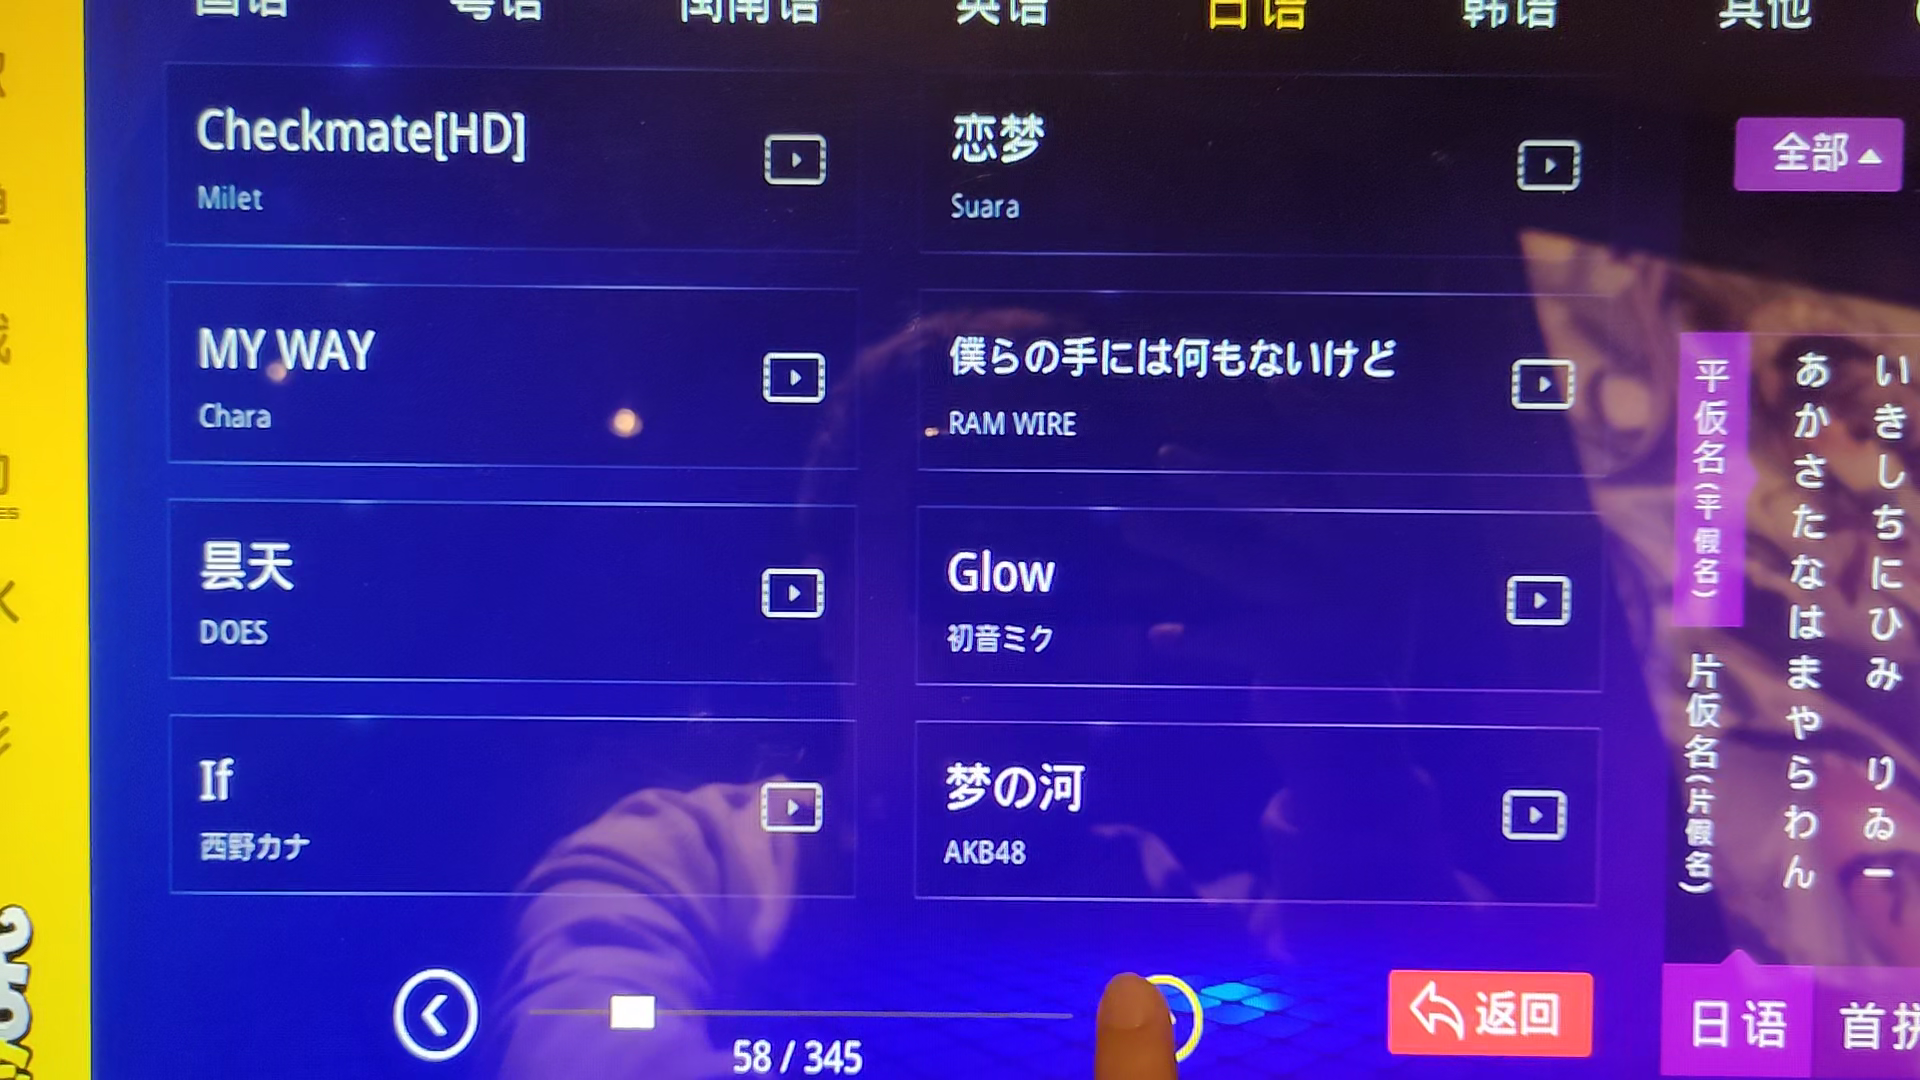 国语 粤语 闽南语 英语 日语 韩语 其他
Checkmate[HD]
Milet
恋梦
Suara
全部
MY WAY
Chara
僕らの手には何もないけど
RAM WIRE
昙天
DOES
Glow
初音ミク
If
西野カナ
梦の河
AKB48
平仮名(平假名)
片仮名(片假名)
あかさたなはまやらわん
いきしちにひみ りゐー
58 / 345
返回
日语
首拼